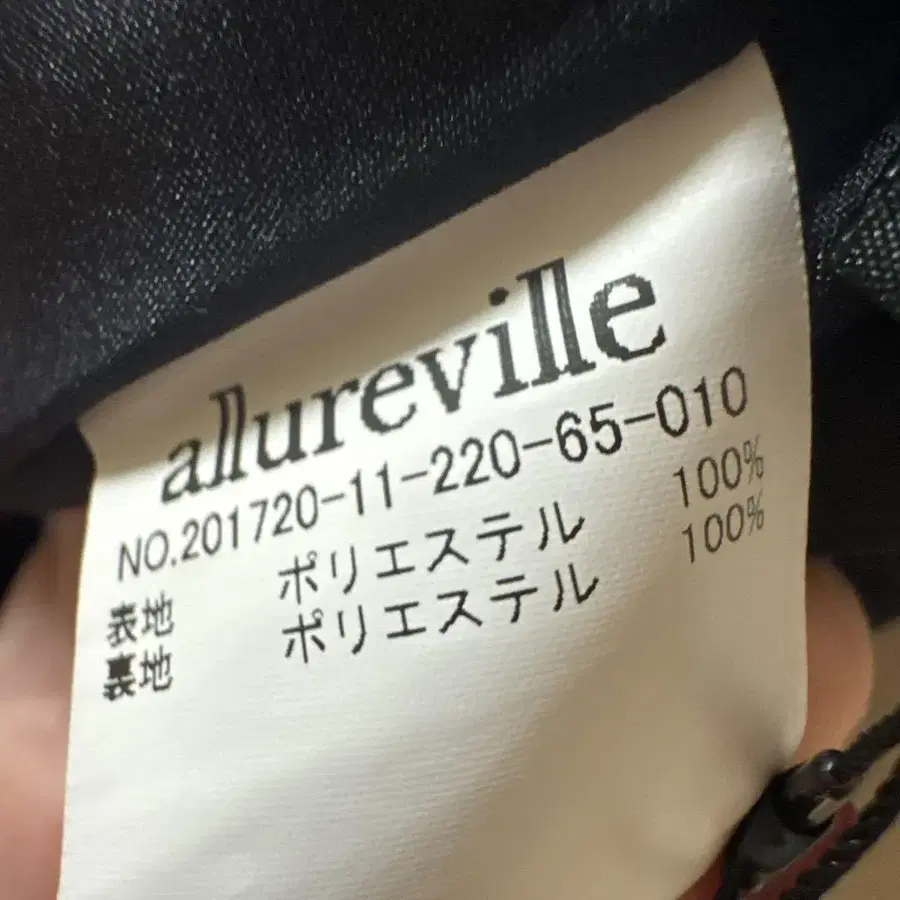 allureville
NO.201720-11-220-65-010
表地 ポリエステル 100%
裏地 ポリエステル 100%